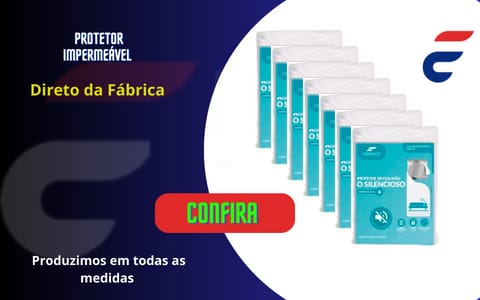 PROTETOR
IMPERMEÁVEL
Direto da Fábrica
CONFIRA
Produzimos em todas as
medidas
PROTETOR DE COLCHÃO
O SILENCIOSO